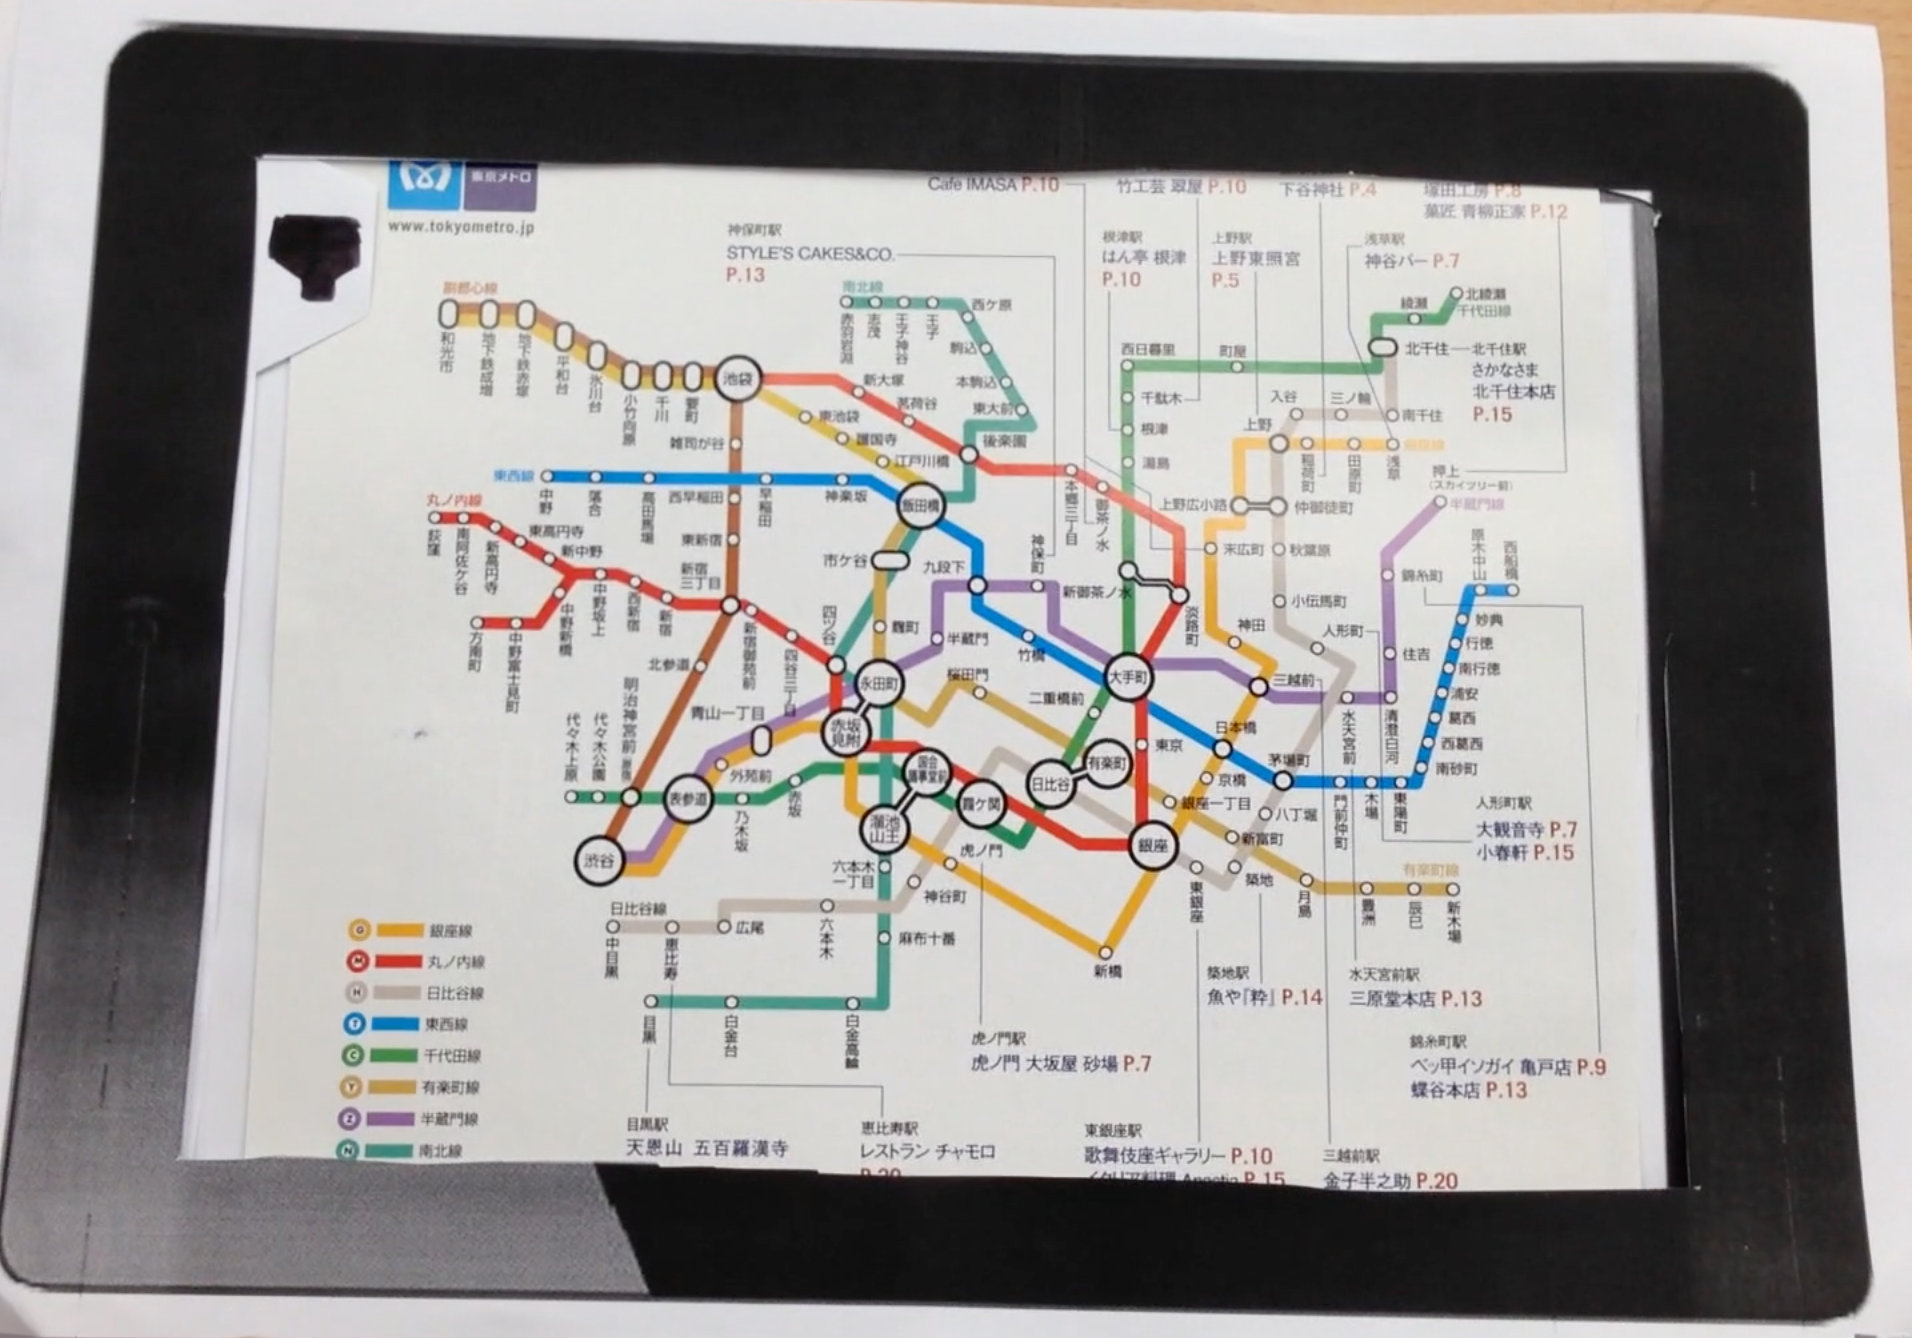 東京メトロ
www.tokyometro.jp
Cafe IMASA P.10
竹工芸 翠屋 P.10
下谷神社 P.4
塚田工房 P.8
菓匠 青柳正家 P.12
神保町駅
STYLE'S CAKES&CO.
P.13
根津駅
はん亭 根津
P.10
上野駅
上野東照宮
P.5
浅草駅
神谷バー P.7
副都心線
和光市
地下鉄成増
地下鉄赤塚
平和台
氷川台
小竹向原
千川
要町
池袋
南北線
赤羽岩淵
志茂
王子神谷
王子
西ケ原
駒込
本駒込
東大前
後楽園
新大塚
茗荷谷
東池袋
護国寺
江戸川橋
飯田橋
雑司が谷
西早稲田
東新宿
新宿
三丁目
北参道
明治神宮前
東西線
中野
落合
高田馬場
早稲田
神楽坂
丸ノ内線
荻窪
南阿佐ケ谷
新高円寺
東高円寺
新中野
中野坂上
西新宿
新宿
方南町
中野富士見町
中野新橋
新宿御苑前
四谷三丁目
四ツ谷
市ケ谷
麴町
九段下
神保町
半蔵門
竹橋
桜田門
二重橋前
永田町
赤坂
見附
青山一丁目
外苑前
表参道
渋谷
代々木上原
代々木公園
乃木坂
赤坂
国会
議事堂前
溜池
山王
霞ケ関
虎ノ門
日比谷
有楽町
銀座
大手町
東京
本郷三丁目
御茶ノ水
新御茶ノ水
淡路町
西日暮里
町屋
千駄木
根津
湯島
綾瀬
北綾瀬
千代田線
北千住
北千住駅
さかなさま
北千住本店
P.15
入谷
三ノ輪
南千住
上野
稲荷町
田原町
浅草
銀座線
上野広小路
仲御徒町
末広町
秋葉原
小伝馬町
神田
人形町
三越前
日本橋
京橋
銀座一丁目
茅場町
八丁堀
新富町
築地
東銀座
押上
(スカイツリー前)
半蔵門線
錦糸町
住吉
清澄白河
水天宮前
原木中山
西船橋
妙典
行徳
南行徳
浦安
葛西
西葛西
南砂町
東陽町
木場
門前仲町
人形町駅
大観音寺 P.7
小春軒 P.15
有楽町線
月島
豊洲
辰巳
新木場
六本木
一丁目
神谷町
新橋
日比谷線
中目黒
恵比寿
広尾
六本木
麻布十番
目黒
白金台
白金高輪
G 銀座線
M 丸ノ内線
H 日比谷線
T 東西線
C 千代田線
Y 有楽町線
Z 半蔵門線
N 南北線
虎ノ門駅
虎ノ門 大坂屋 砂場 P.7
築地駅
魚や「粋」 P.14
水天宮前駅
三原堂本店 P.13
錦糸町駅
ベッ甲イソガイ 亀戸店 P.9
蝶谷本店 P.13
目黒駅
天恩山 五百羅漢寺
恵比寿駅
レストラン チャモロ
P.20
東銀座駅
歌舞伎座ギャラリー P.10
イタリア料理 P.15
三越前駅
金子半之助 P.20